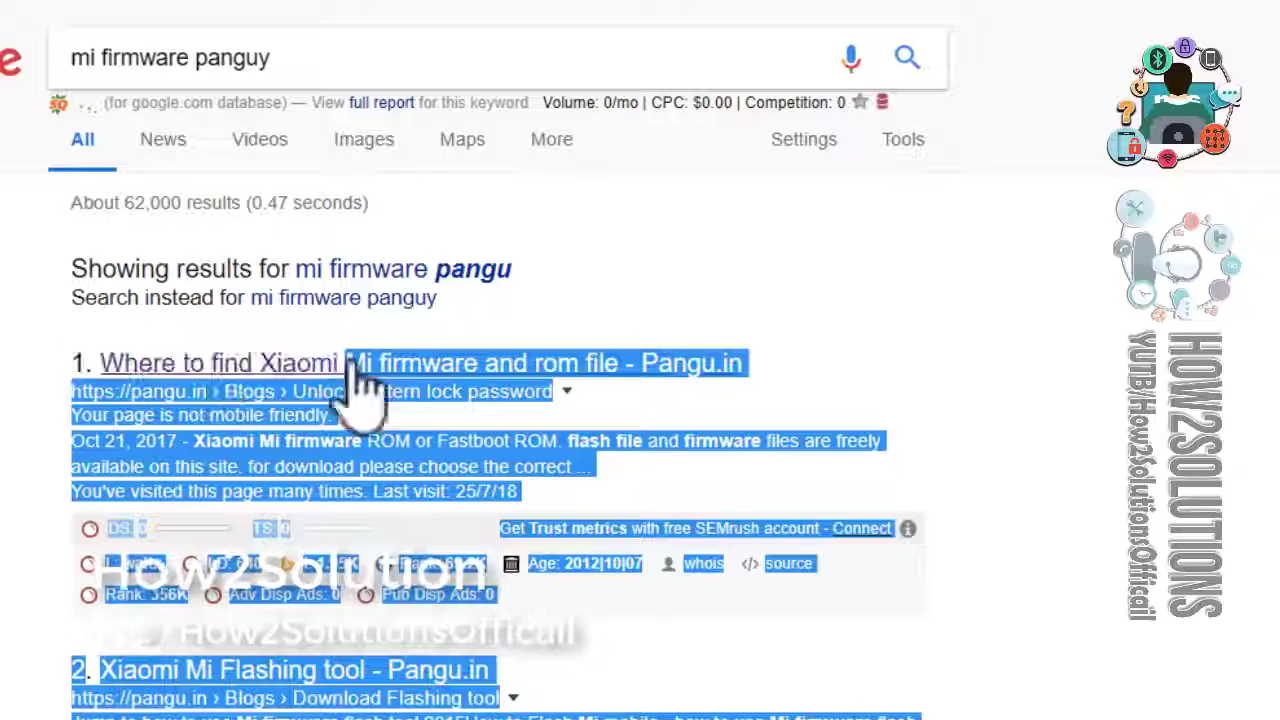 e
mi firmware panguy
(for google.com database) — View full report for this keyword Volume: 0/mo | CPC: $0.00 | Competition: 0
All News Videos Images Maps More Settings Tools
About 62,000 results (0.47 seconds)
Showing results for mi firmware pangu
Search instead for mi firmware panguy
1. Where to find Xiaomi Mi firmware and rom file - Pangu.in
https://pangu.in › Blogs › pattern lock password
Your page is not mobile friendly.
Oct 21, 2017 - Xiaomi Mi firmware ROM or Fastboot ROM. flash file and firmware files are freely
available on this site. for download please choose the correct ...
You've visited this page many times. Last visit: 25/7/18
DS: 0 TS: 0 Get Trust metrics with free SEMrush account - Connect
Age: 2012|10|07 whois source
How2Solution
Rank: 356K Adv Disp Ads: 0 Pub Disp Ads: 0
/How2SolutionsOfficail
2. Xiaomi Mi Flashing tool - Pangu.in
https://pangu.in › Blogs › Download Flashing tool
HOW2SOLUTIONS
YUTB/How2SolutionsOfficail